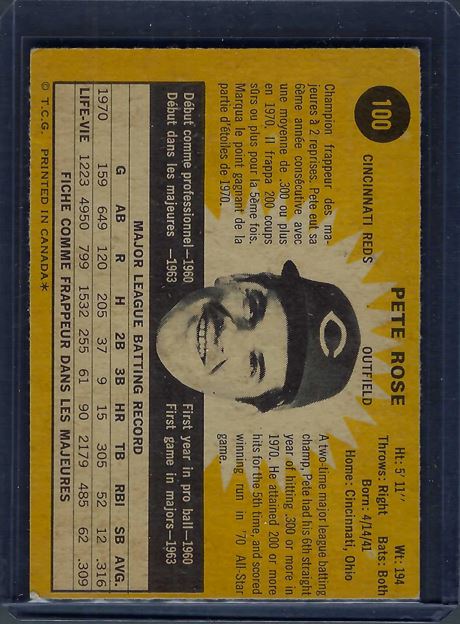 100
PETE ROSE
CINCINNATI REDS
OUTFIELD
Ht: 5' 11" Wt: 194
Throws: Right Bats: Both
Born: 4/14/41
Home: Cincinnati, Ohio
Champion frappeur des ma-
jeures à 2 reprises, Pete eut sa
6ème année consécutive avec
une moyenne de .300 ou plus
en 1970. Il frappa 200 coups
sûrs ou plus pour la 5ème fois.
Marqua le point gagnant de la
partie d'étoiles de 1970.
A two-time major league batting
champ, Pete had his 6th straight
year of hitting .300 or more in
1970. He attained 200 or more
hits for the 5th time, and scored
winning run in '70 All-Star
game.
C
Début comme professionnel—1960
Début dans les majeures —1963
First year in pro ball—1960
First game in majors—1963
MAJOR LEAGUE BATTING RECORD
G AB R H 2B 3B HR TB RBI SB AVG.
1970 159 649 120 205 37 9 15 305 52 12 .316
LIFE-VIE 1223 4950 799 1532 255 61 90 2179 485 62 .309
FICHE COMME FRAPPEUR DANS LES MAJEURES
© T.C.G. PRINTED IN CANADA*